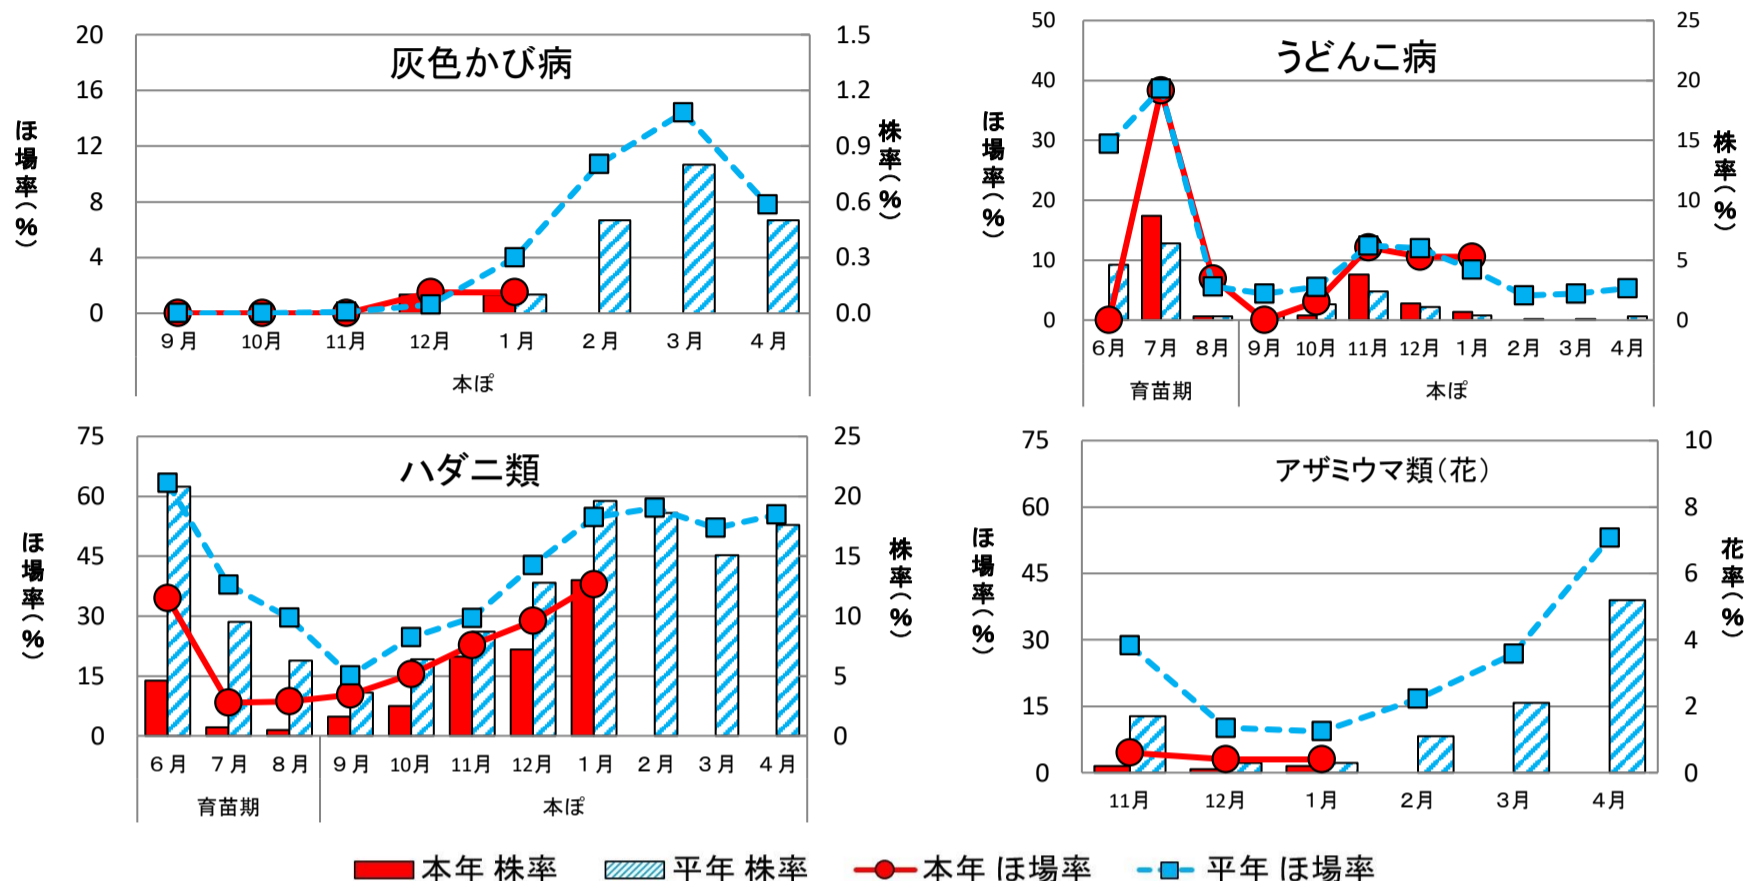 灰色かび病
ほ場率(%)
20
16
12
8
4
0
1.5
1.2
0.9
0.6
0.3
0.0
株率(%)
9月 10月 11月 12月 1月 2月 3月 4月
本ぽ
うどんこ病
ほ場率(%)
50
40
30
20
10
0
25
20
15
10
5
0
株率(%)
6月 7月 8月 9月 10月 11月 12月 1月 2月 3月 4月
育苗期 本ぽ
ハダニ類
ほ場率(%)
75
60
45
30
15
0
25
20
15
10
5
0
株率(%)
6月 7月 8月 9月 10月 11月 12月 1月 2月 3月 4月
育苗期 本ぽ
アザミウマ類(花)
ほ場率(%)
75
60
45
30
15
0
10
8
6
4
2
0
花率(%)
11月 12月 1月 2月 3月 4月
本年 株率 平年 株率 本年 ほ場率 平年 ほ場率